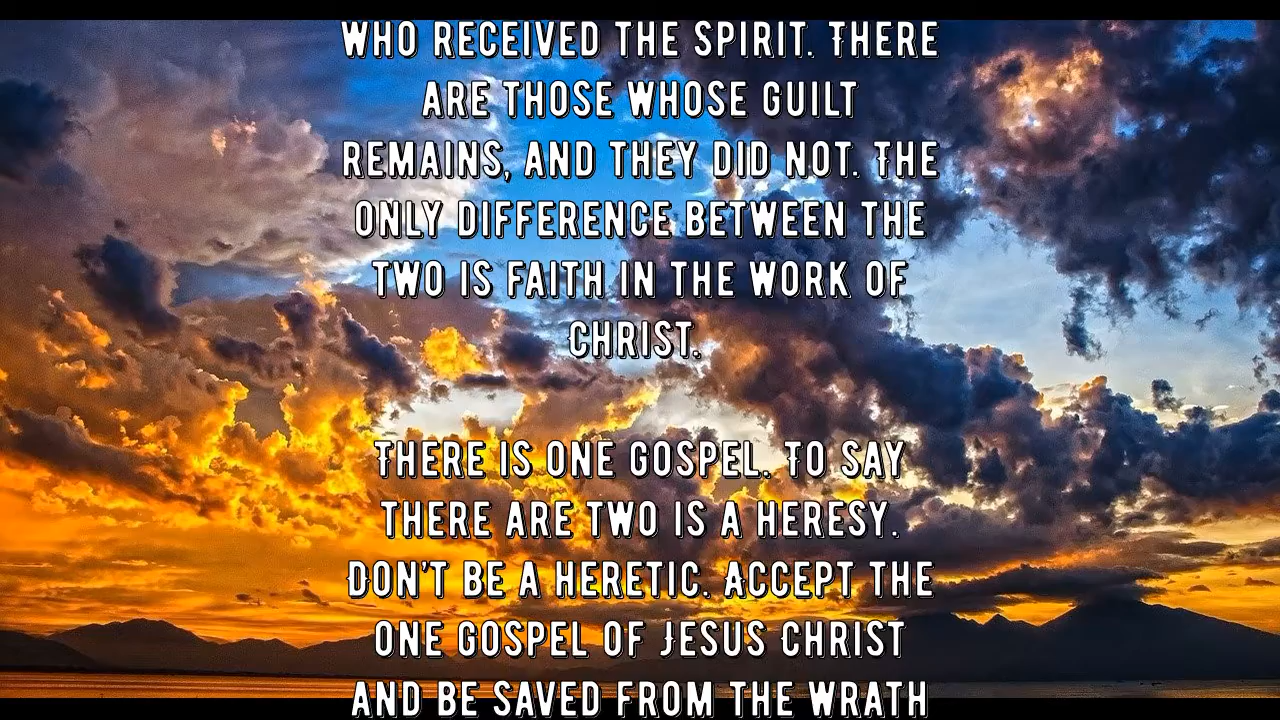 WHO RECEIVED THE SPIRIT. THERE
ARE THOSE WHOSE GUILT
REMAINS, AND THEY DID NOT. THE
ONLY DIFFERENCE BETWEEN THE
TWO IS FAITH IN THE WORK OF
CHRIST.
THERE IS ONE GOSPEL. TO SAY
THERE ARE TWO IS A HERESY.
DON'T BE A HERETIC. ACCEPT THE
ONE GOSPEL OF JESUS CHRIST
AND BE SAVED FROM THE WRATH